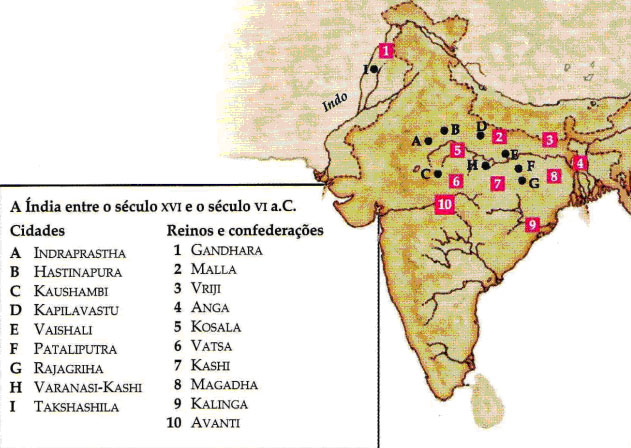 1
I
Indo
B
D
2
3
A
5
E
4
H
F
C
6
7
8
G
10
9
A Índia entre o século XVI e o século VI a.C.
Cidades
A INDRAPRASTHA
B HASTINAPURA
C KAUSHAMBI
D KAPILAVASTU
E VAISHALI
F PATALIPUTRA
G RAJAGRIHA
H VARANASI-KASHI
I TAKSHASHILA
Reinos e confederações
1 GANDHARA
2 MALLA
3 VRIJI
4 ANGA
5 KOSALA
6 VATSA
7 KASHI
8 MAGADHA
9 KALINGA
10 AVANTI